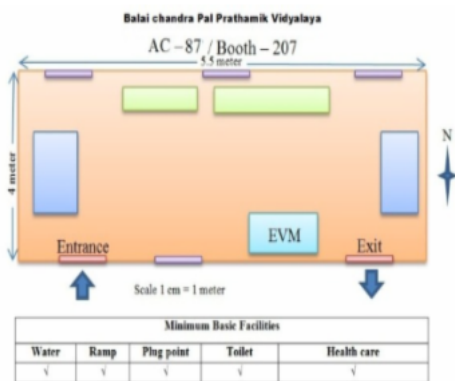 Balai chandra Pal Prathamik Vidyalaya
AC – 87 / Booth – 207
5.5 meter
N
4 meter
EVM
Entrance
Exit
Scale 1 cm = 1 meter
Minimum Basic Facilities
Water Ramp Plug point Toilet Health care
√ √ √ √ √